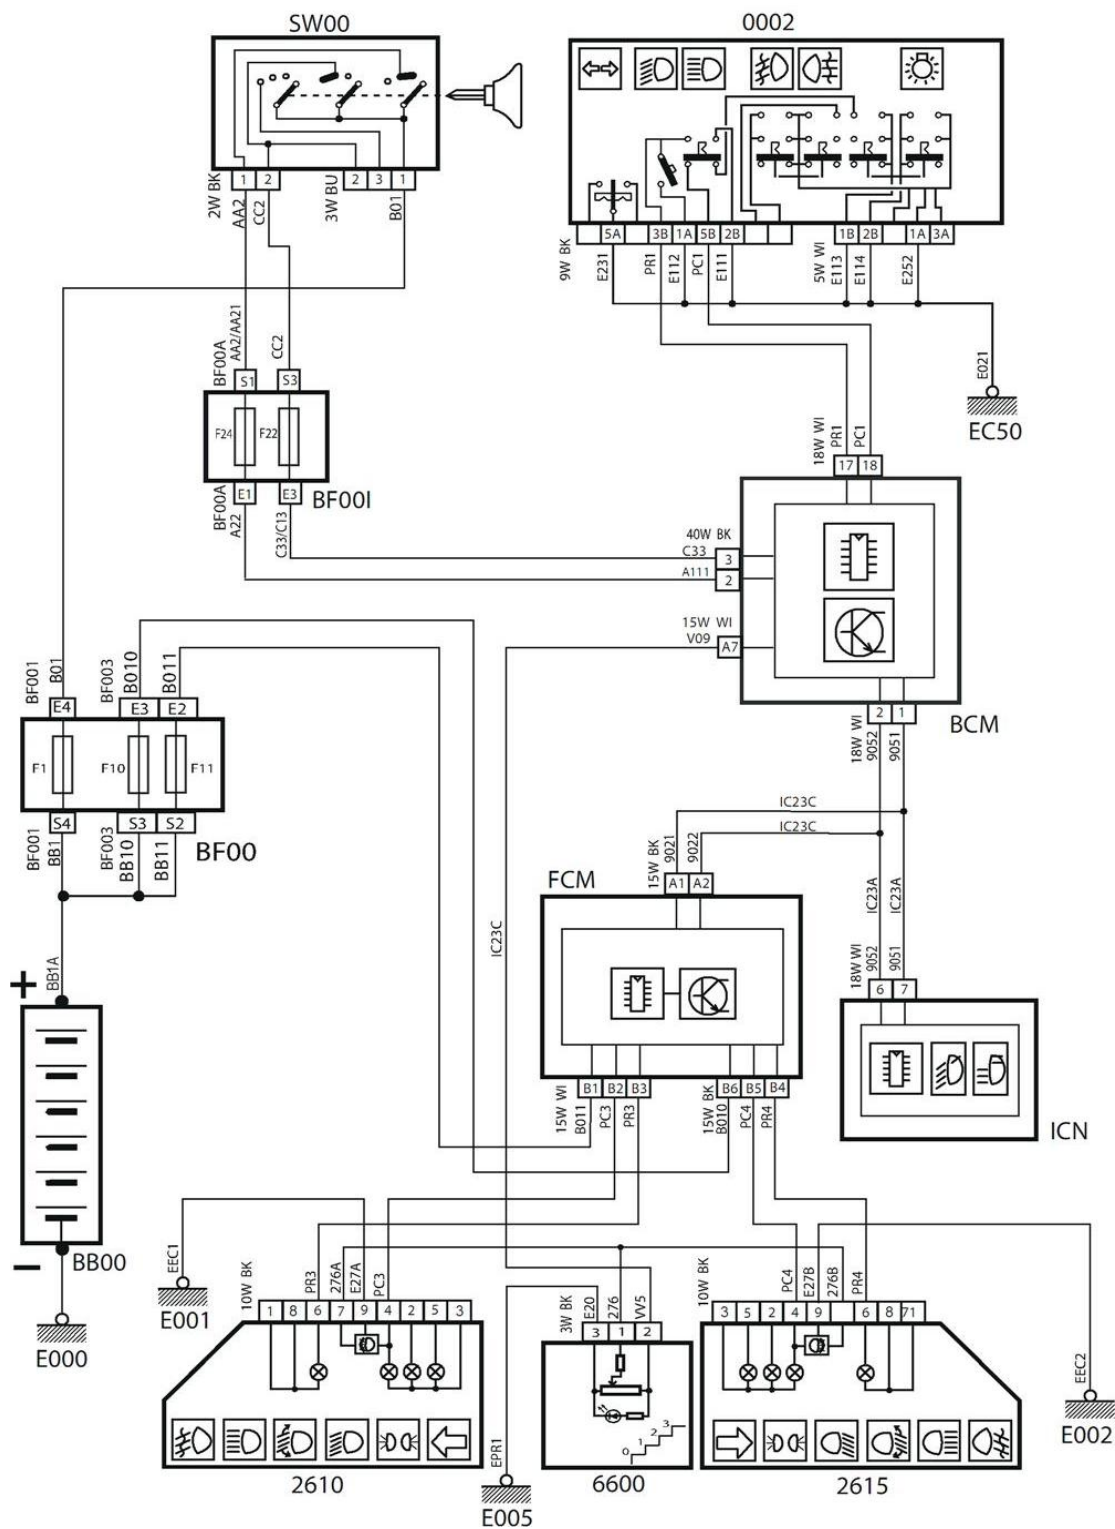 SW00
0002
1 2 2 3 1
2W BK
AA2
CC2
3W BU
B01
5A 3B 1A 5B 2B 1B 2B 1A 3A
9W BK
E231
PR1
E112
PC1
E111
5W WI
E113
E114
E252
E021
EC50
BF00A
AA2/AA21
CC2
S1 S3
F24 F22
E1 E3
BF00I
BF00A
A22
C33/C13
18W WI
PR1
PC1
17 18
40W BK
C33 3
A111 2
15W WI
V09 A7
BCM
2 1
18W WI
9052
9051
BF001
B01
BF003
B010
B011
E4 E3 E2
F1 F10 F11
S4 S3 S2
BF00
BF001
BB1
BF003
BB10
BB11
IC23C
IC23C
15W BK
9021
9022
FCM
A1 A2
IC23C
IC23A
IC23A
18W WI
9052
9051
6 7
ICN
+
BB1A
BB00
−
E000
B1 B2 B3 B6 B5 B4
15W WI
B011
PC3
PR3
15W BK
B010
PC4
PR4
EEC1
E001
10W BK
PR3
276A
E27A
PC3
1 8 6 7 9 4 2 5 3
2610
3W BK
E20
276
VV5
3 1 2
0 1 2 3
6600
EPR1
E005
10W BK
PC4
E27B
276B
PR4
3 5 2 4 9 6 8 71
2615
EEC2
E002